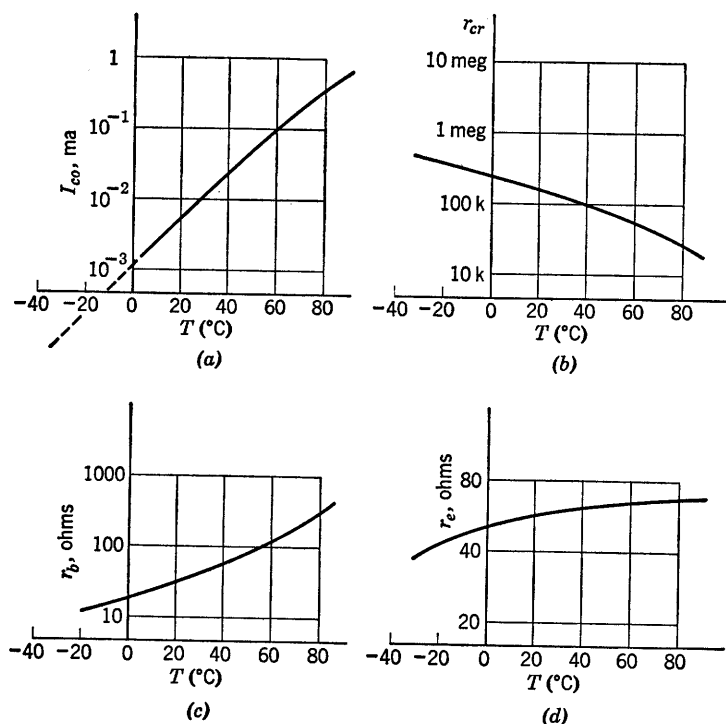 I_co, ma
1
10^-1
10^-2
10^-3
−40 −20 0 20 40 60 80
T (°C)
(a)
r_cr
10 meg
1 meg
100 k
10 k
−40 −20 0 20 40 60 80
T (°C)
(b)
r_b, ohms
1000
100
10
−40 −20 0 20 40 60 80
T (°C)
(c)
r_e, ohms
80
40
20
−40 −20 0 20 40 60 80
T (°C)
(d)